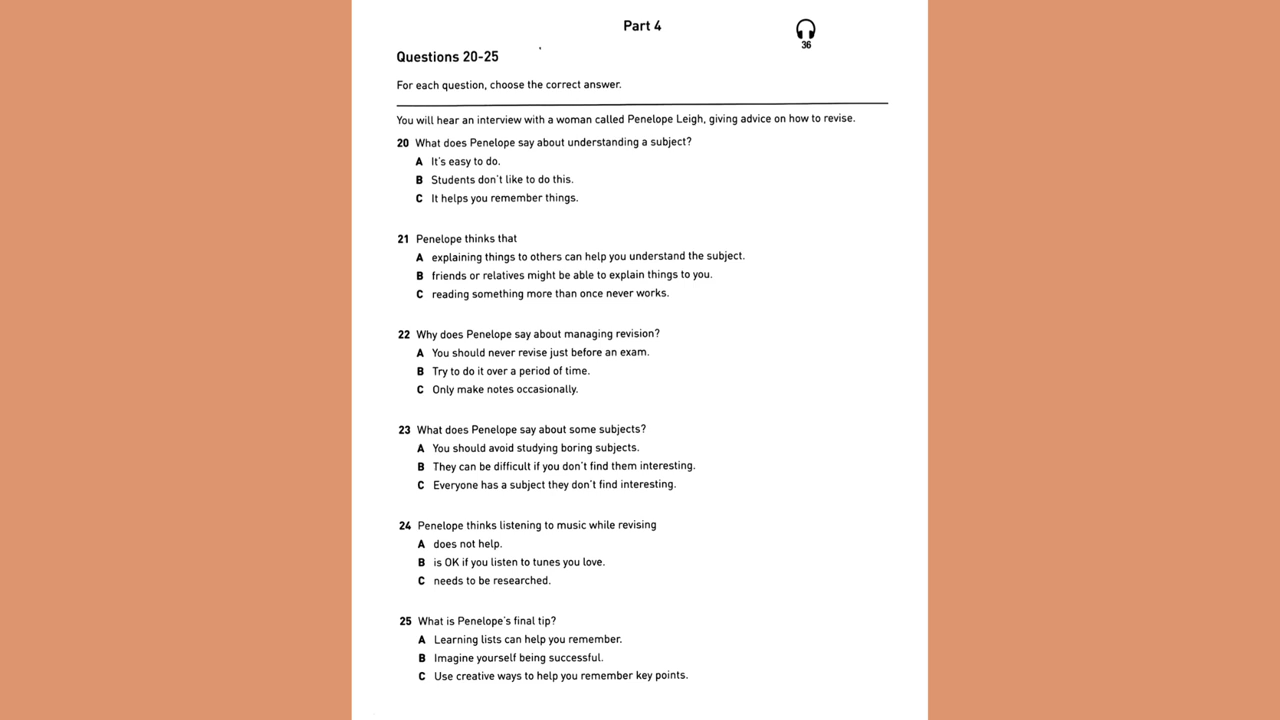 Part 4
36
Questions 20-25
For each question, choose the correct answer.
You will hear an interview with a woman called Penelope Leigh, giving advice on how to revise.
20 What does Penelope say about understanding a subject?
A It's easy to do.
B Students don't like to do this.
C It helps you remember things.
21 Penelope thinks that
A explaining things to others can help you understand the subject.
B friends or relatives might be able to explain things to you.
C reading something more than once never works.
22 Why does Penelope say about managing revision?
A You should never revise just before an exam.
B Try to do it over a period of time.
C Only make notes occasionally.
23 What does Penelope say about some subjects?
A You should avoid studying boring subjects.
B They can be difficult if you don't find them interesting.
C Everyone has a subject they don't find interesting.
24 Penelope thinks listening to music while revising
A does not help.
B is OK if you listen to tunes you love.
C needs to be researched.
25 What is Penelope's final tip?
A Learning lists can help you remember.
B Imagine yourself being successful.
C Use creative ways to help you remember key points.